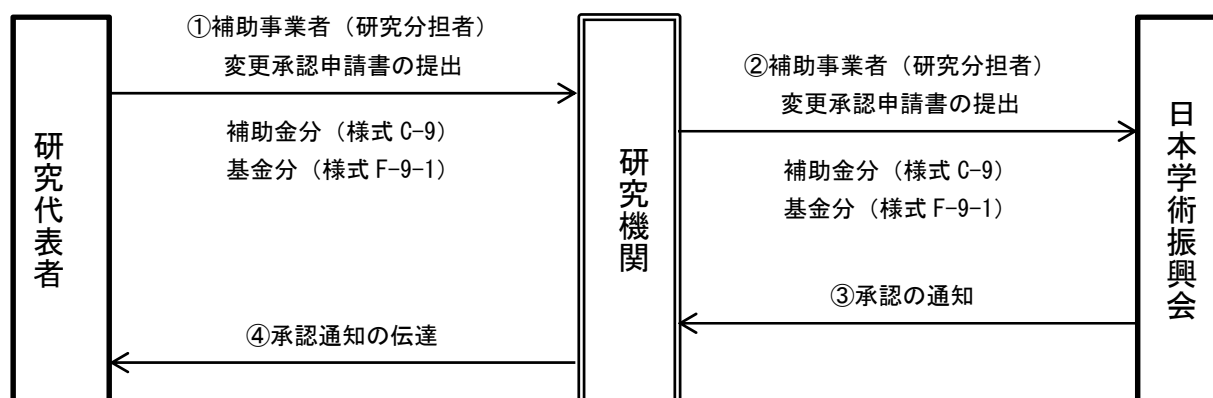 ①補助事業者（研究分担者）
変更承認申請書の提出
補助金分（様式 C-9）
基金分（様式 F-9-1）
④承認通知の伝達
研究代表者
研究機関
②補助事業者（研究分担者）
変更承認申請書の提出
補助金分（様式 C-9）
基金分（様式 F-9-1）
③承認の通知
日本学術振興会